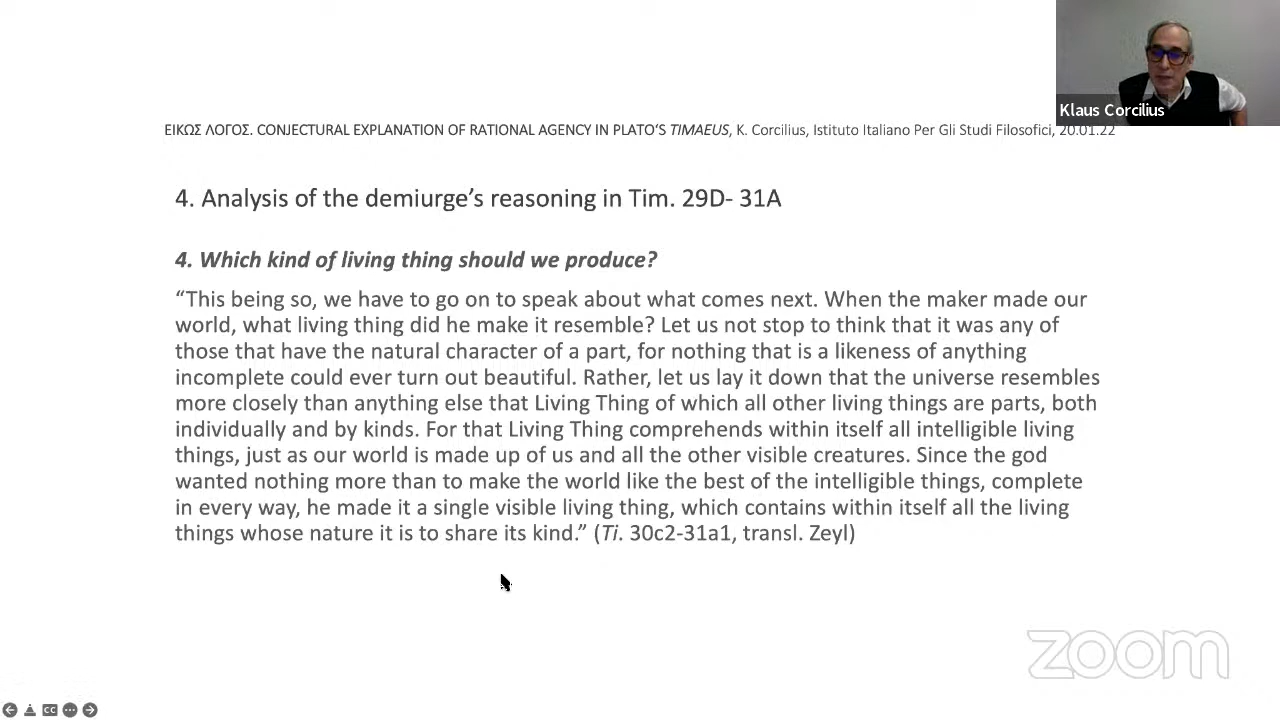 Klaus Corcilius
ΕΙΚΩΣ ΛΟΓΟΣ. CONJECTURAL EXPLANATION OF RATIONAL AGENCY IN PLATO‘S TIMAEUS, K. Corcilius, Istituto Italiano Per Gli Studi Filosofici, 20.01.22
4. Analysis of the demiurge’s reasoning in Tim. 29D- 31A
4. Which kind of living thing should we produce?
“This being so, we have to go on to speak about what comes next. When the maker made our
world, what living thing did he make it resemble? Let us not stop to think that it was any of
those that have the natural character of a part, for nothing that is a likeness of anything
incomplete could ever turn out beautiful. Rather, let us lay it down that the universe resembles
more closely than anything else that Living Thing of which all other living things are parts, both
individually and by kinds. For that Living Thing comprehends within itself all intelligible living
things, just as our world is made up of us and all the other visible creatures. Since the god
wanted nothing more than to make the world like the best of the intelligible things, complete
in every way, he made it a single visible living thing, which contains within itself all the living
things whose nature it is to share its kind.” (Ti. 30c2-31a1, transl. Zeyl)
zoom
CC